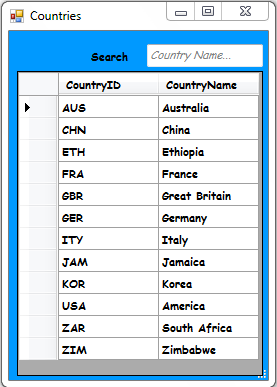 Countries
Search Country Name...
CountryID CountryName
AUS Australia
CHN China
ETH Ethiopia
FRA France
GBR Great Britain
GER Germany
ITY Italy
JAM Jamaica
KOR Korea
USA America
ZAR South Africa
ZIM Zimbabwe